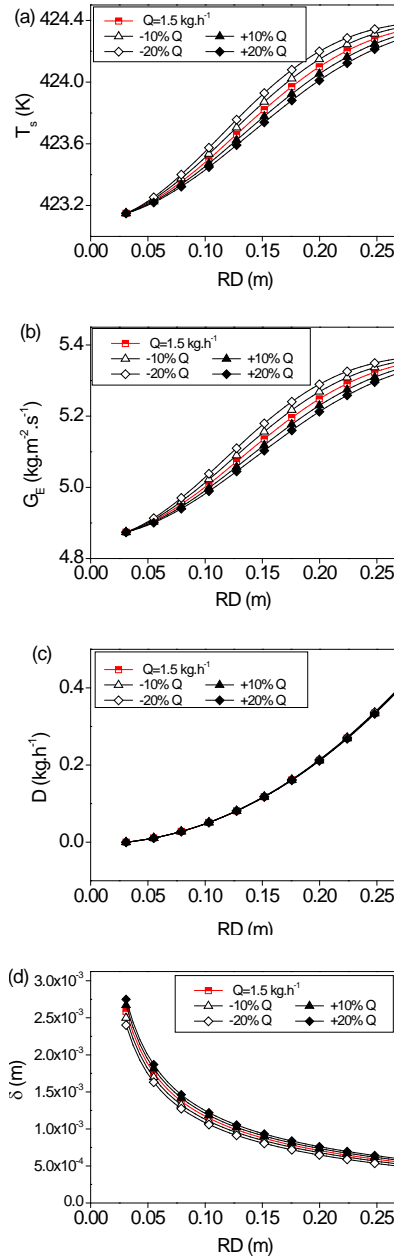 (a)
424.4
424.0
423.6
423.2
T_s (K)
Q=1.5 kg.h⁻¹
-10% Q +10% Q
-20% Q +20% Q
0.00 0.05 0.10 0.15 0.20 0.25
RD (m)
(b)
5.4
5.2
5.0
4.8
G_E (kg.m⁻².s⁻¹)
Q=1.5 kg.h⁻¹
-10% Q +10% Q
-20% Q +20% Q
0.00 0.05 0.10 0.15 0.20 0.25
RD (m)
(c)
0.4
0.2
0.0
D (kg.h⁻¹)
Q=1.5 kg.h⁻¹
-10% Q +10% Q
-20% Q +20% Q
0.00 0.05 0.10 0.15 0.20 0.25
RD (m)
(d)
3.0x10⁻³
2.5x10⁻³
2.0x10⁻³
1.5x10⁻³
1.0x10⁻³
5.0x10⁻⁴
0.0
δ (m)
Q=1.5 kg.h⁻¹
-10% Q +10% Q
-20% Q +20% Q
0.00 0.05 0.10 0.15 0.20 0.25
RD (m)